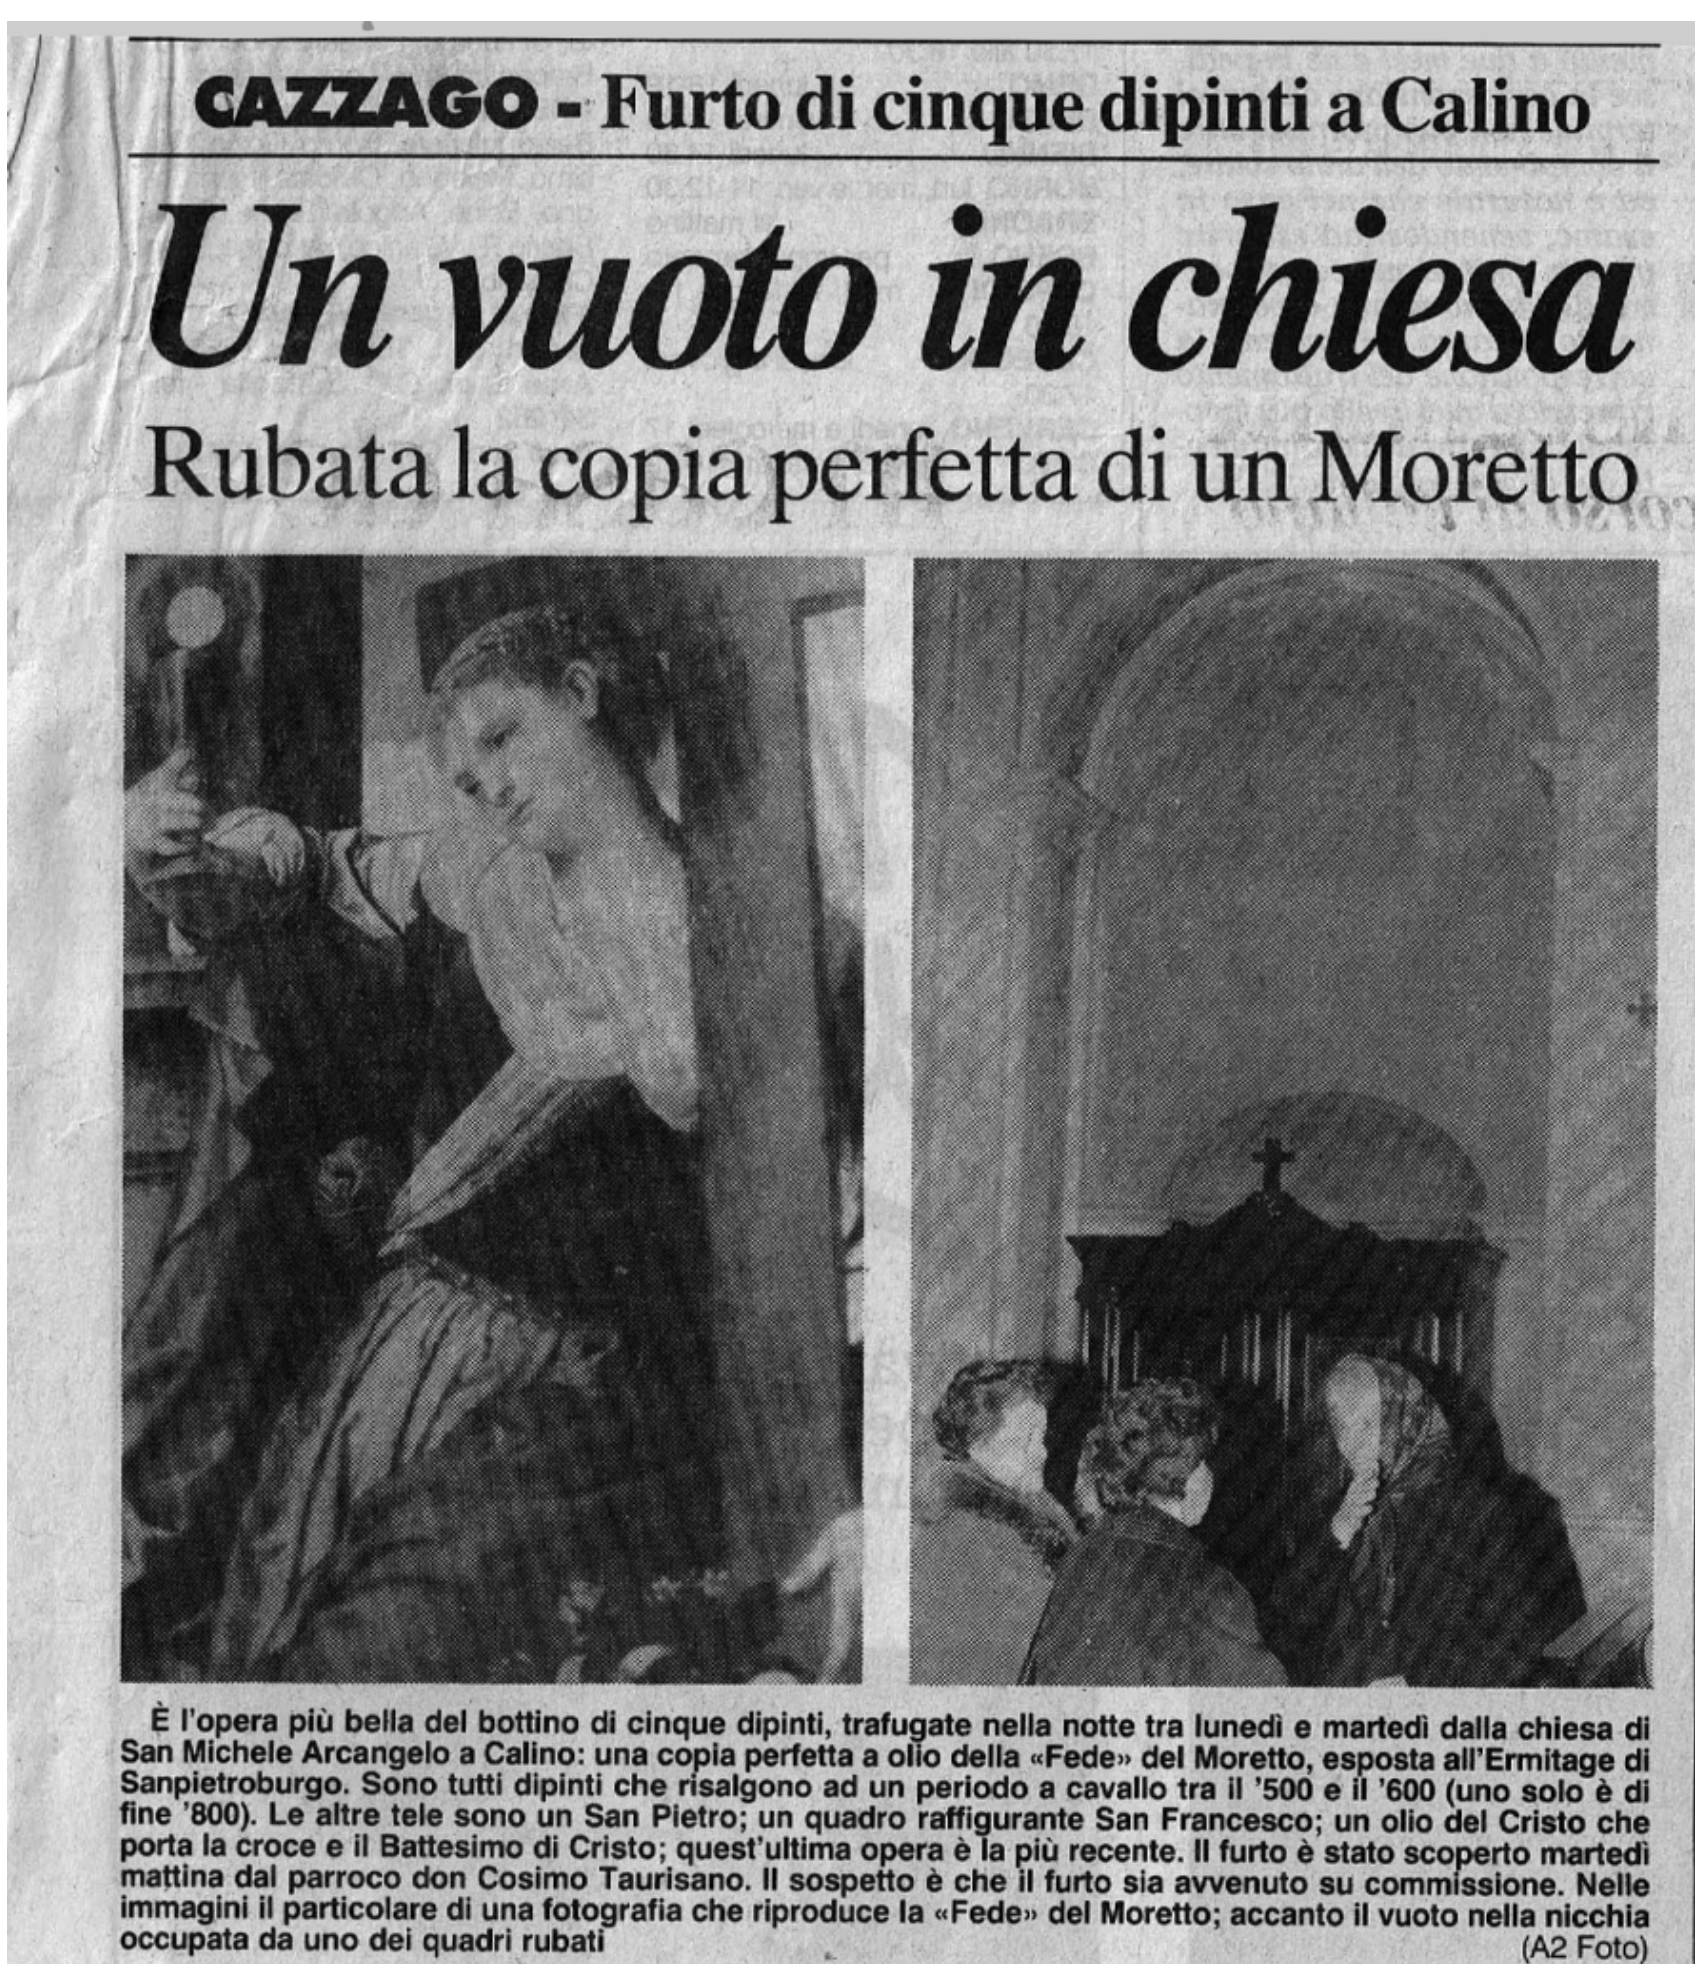 CAZZAGO - Furto di cinque dipinti a Calino
Un vuoto in chiesa
Rubata la copia perfetta di un Moretto
È l'opera più bella del bottino di cinque dipinti, trafugate nella notte tra lunedì e martedì dalla chiesa di
San Michele Arcangelo a Calino: una copia perfetta a olio della «Fede» del Moretto, esposta all'Ermitage di
Sanpietroburgo. Sono tutti dipinti che risalgono ad un periodo a cavallo tra il '500 e il '600 (uno solo è di
fine '800). Le altre tele sono un San Pietro; un quadro raffigurante San Francesco; un olio del Cristo che
porta la croce e il Battesimo di Cristo; quest'ultima opera è la più recente. Il furto è stato scoperto martedì
mattina dal parroco don Cosimo Taurisano. Il sospetto è che il furto sia avvenuto su commissione. Nelle
immagini il particolare di una fotografia che riproduce la «Fede» del Moretto; accanto il vuoto nella nicchia
occupata da uno dei quadri rubati (A2 Foto)